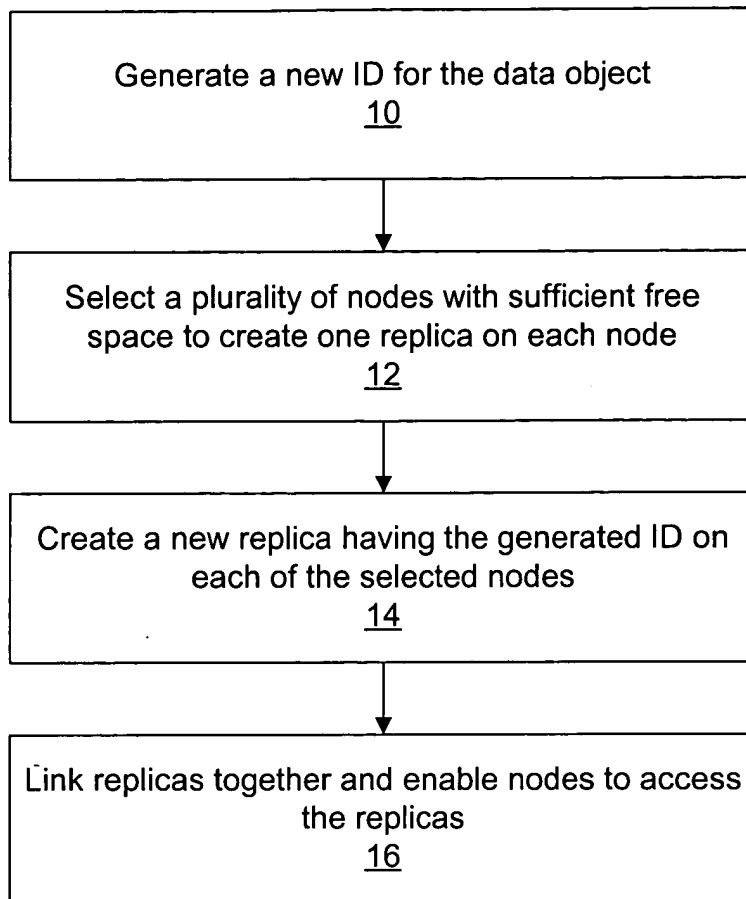 Generate a new ID for the data object
10
Select a plurality of nodes with sufficient free
space to create one replica on each node
12
Create a new replica having the generated ID on
each of the selected nodes
14
Link replicas together and enable nodes to access
the replicas
16